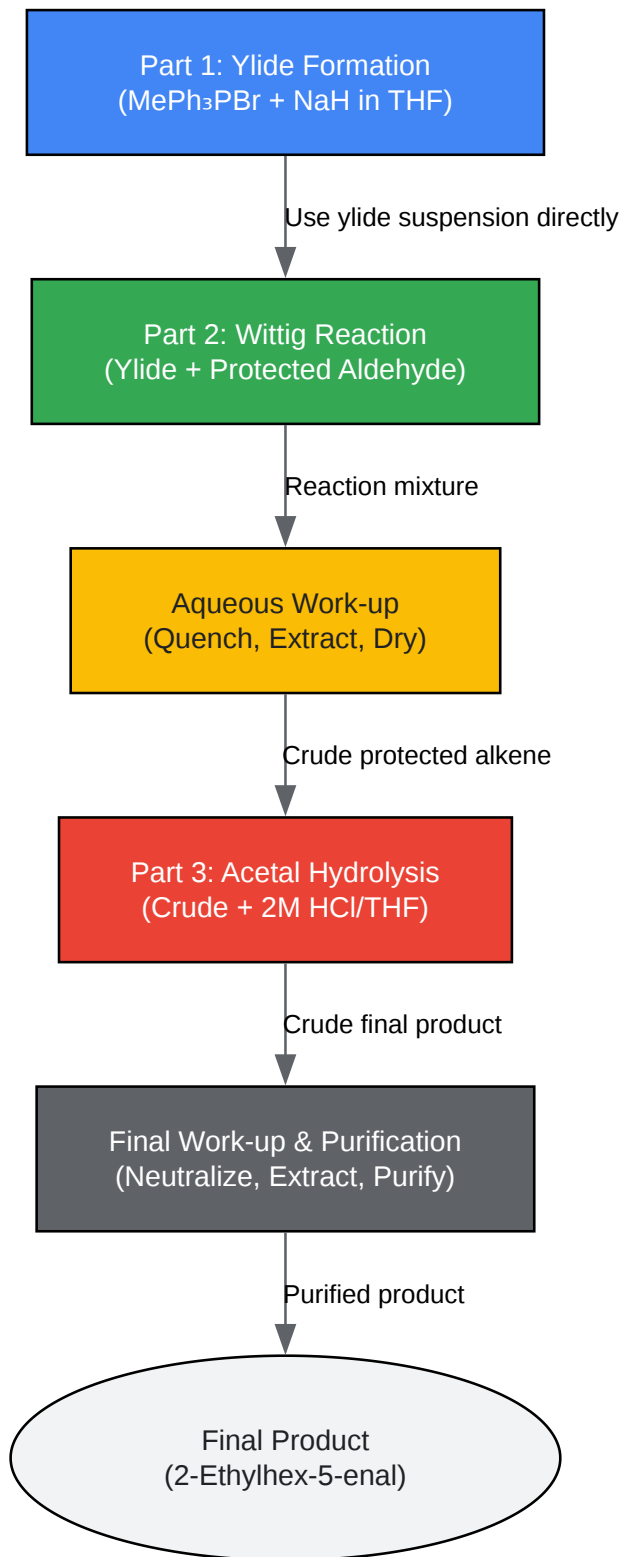 Part 1: Ylide Formation
(MePh₃PBr + NaH in THF)
Use ylide suspension directly
Part 2: Wittig Reaction
(Ylide + Protected Aldehyde)
Reaction mixture
Aqueous Work-up
(Quench, Extract, Dry)
Crude protected alkene
Part 3: Acetal Hydrolysis
(Crude + 2M HCl/THF)
Crude final product
Final Work-up & Purification
(Neutralize, Extract, Purify)
Purified product
Final Product
(2-Ethylhex-5-enal)